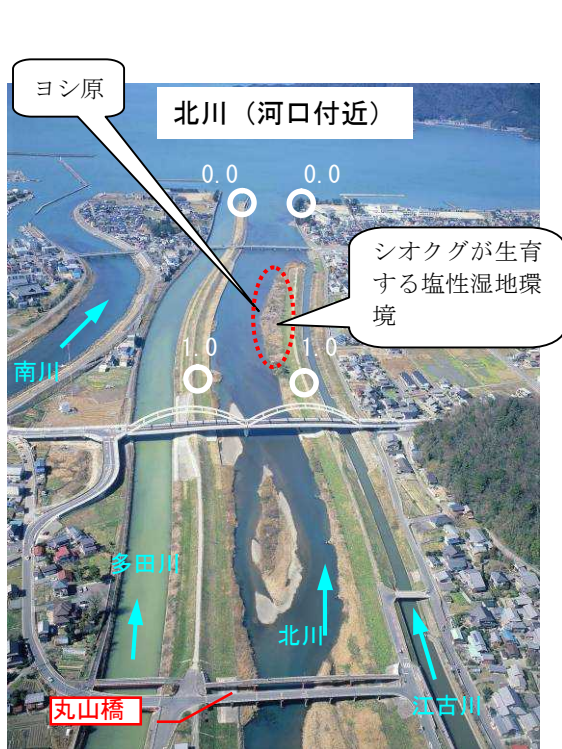 ヨシ原
北川（河口付近）
0.0
0.0
シオクグが生育
する塩性湿地環
境
1.0
1.0
南川
多田川
北川
丸山橋
江古川